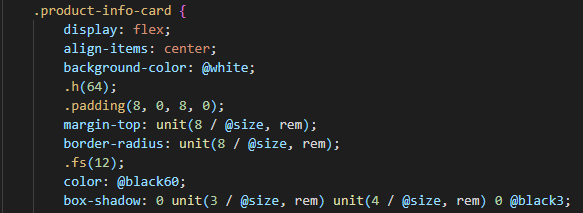 .product-info-card {
display: flex;
align-items: center;
background-color: @white;
.h(64);
.padding(8, 0, 8, 0);
margin-top: unit(8 / @size, rem);
border-radius: unit(8 / @size, rem);
.fs(12);
color: @black60;
box-shadow: 0 unit(3 / @size, rem) unit(4 / @size, rem) 0 @black3;